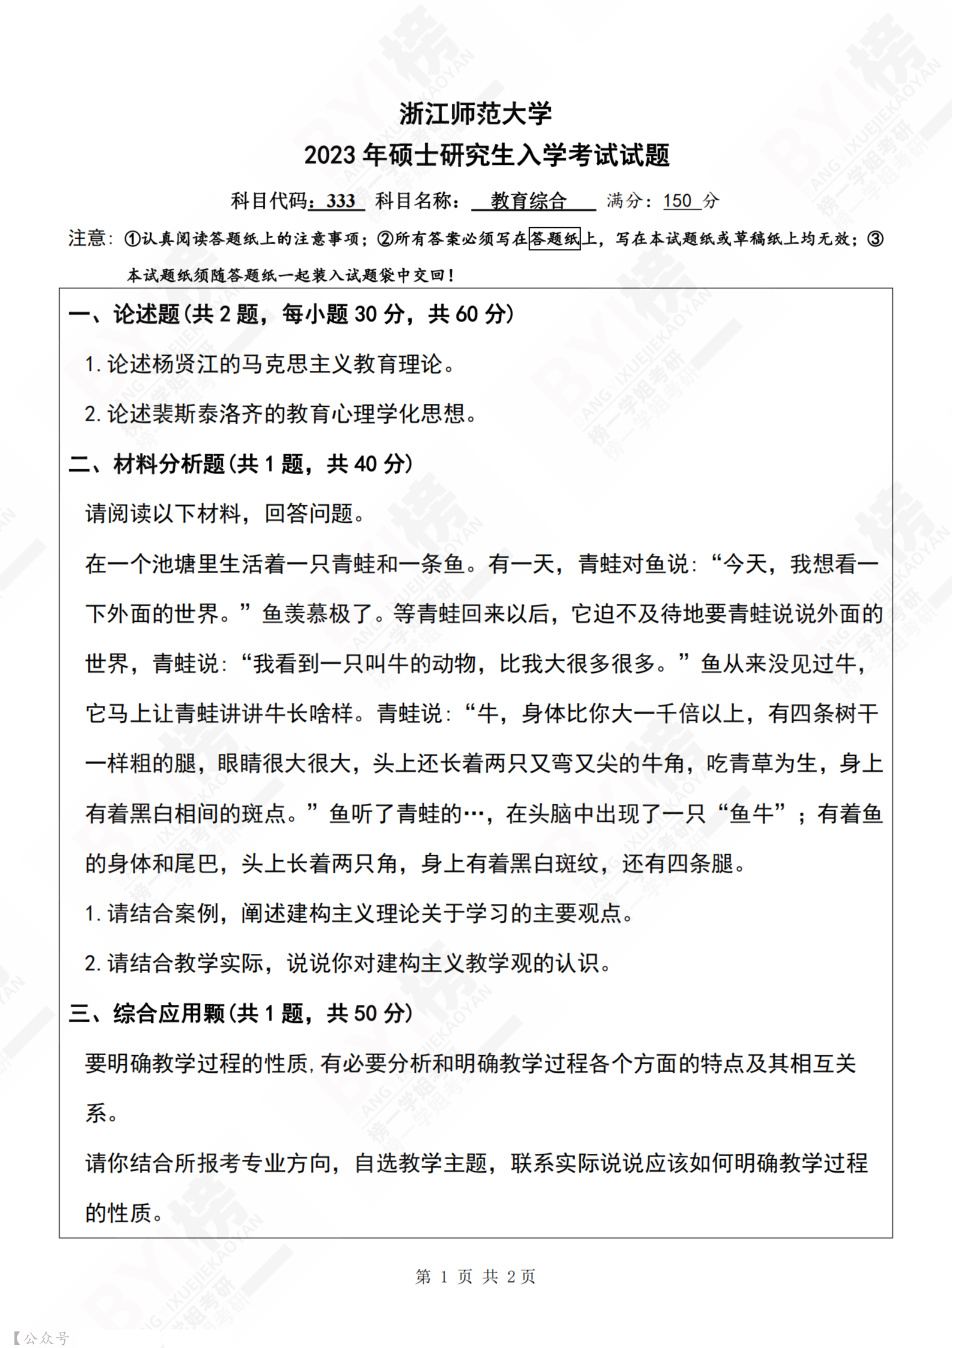 浙江师范大学
2023 年硕士研究生入学考试试题
科目代码：333 科目名称： 教育综合 满分：150 分
注意：①认真阅读答题纸上的注意事项；②所有答案必须写在答题纸上，写在本试题纸或草稿纸上均无效；③
本试题纸须随答题纸一起装入试题袋中交回！
一、论述题(共 2 题，每小题 30 分，共 60 分)
1.论述杨贤江的马克思主义教育理论。
2.论述裴斯泰洛齐的教育心理学化思想。
二、材料分析题(共 1 题，共 40 分)
请阅读以下材料，回答问题。
在一个池塘里生活着一只青蛙和一条鱼。有一天，青蛙对鱼说：“今天，我想看一
下外面的世界。”鱼羡慕极了。等青蛙回来以后，它迫不及待地要青蛙说说外面的
世界，青蛙说：“我看到一只叫牛的动物，比我大很多很多。”鱼从来没见过牛，
它马上让青蛙讲讲牛长啥样。青蛙说：“牛，身体比你大一千倍以上，有四条树干
一样粗的腿，眼睛很大很大，头上还长着两只又弯又尖的牛角，吃青草为生，身上
有着黑白相间的斑点。”鱼听了青蛙的…，在头脑中出现了一只“鱼牛”；有着鱼
的身体和尾巴，头上长着两只角，身上有着黑白斑纹，还有四条腿。
1.请结合案例，阐述建构主义理论关于学习的主要观点。
2.请结合教学实际，说说你对建构主义教学观的认识。
三、综合应用颗(共 1 题，共 50 分)
要明确教学过程的性质,有必要分析和明确教学过程各个方面的特点及其相互关
系。
请你结合所报考专业方向，自选教学主题，联系实际说说应该如何明确教学过程
的性质。
第 1 页 共 2页
【公众号